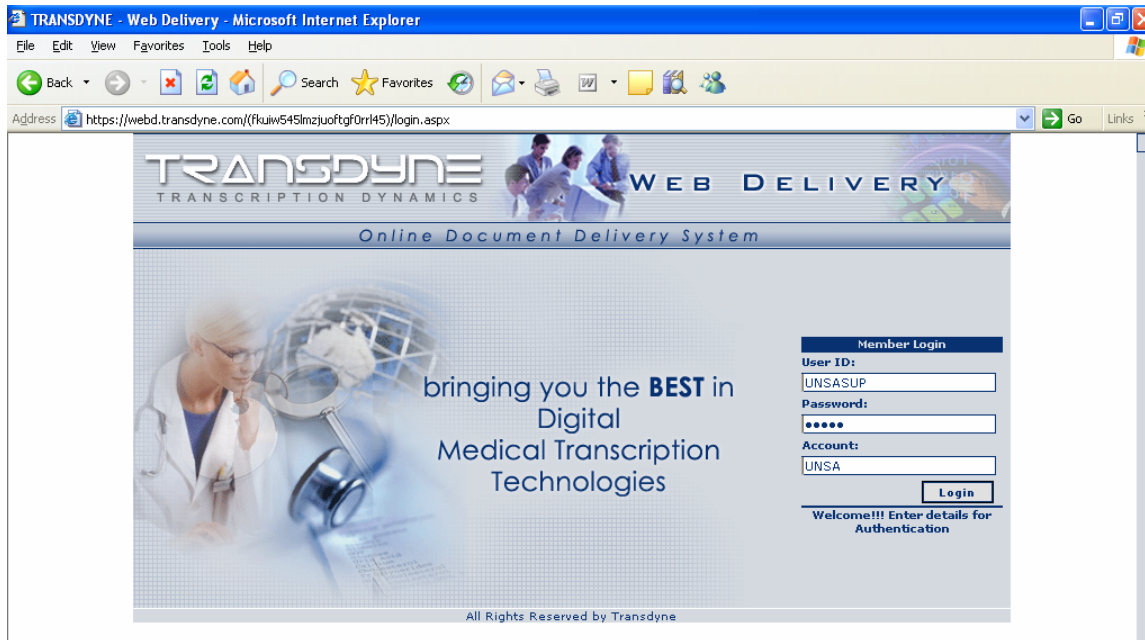 TRANSDYNE - Web Delivery - Microsoft Internet Explorer
File Edit View Favorites Tools Help
Back Search Favorites
Address https://webd.transdyne.com/(fkuiw545lmzjuoftgf0rrl45)/login.aspx Go Links
TRANSDYNE
TRANSCRIPTION DYNAMICS
WEB DELIVERY
Online Document Delivery System
bringing you the BEST in
Digital
Medical Transcription
Technologies
Member Login
User ID:
UNSASUP
Password:
•••••
Account:
UNSA
Login
Welcome!!! Enter details for
Authentication
All Rights Reserved by Transdyne